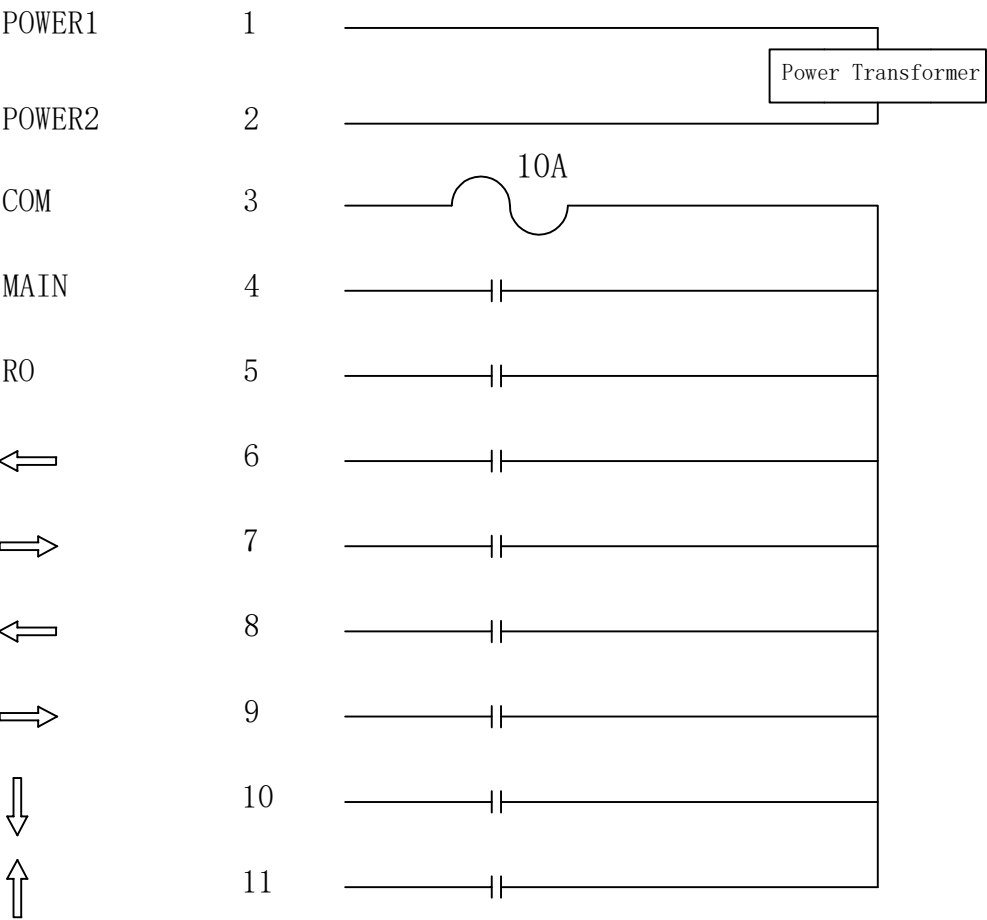 POWER1 1
Power Transformer
POWER2 2
10A
COM 3
MAIN 4
RO 5
6
7
8
9
10
11